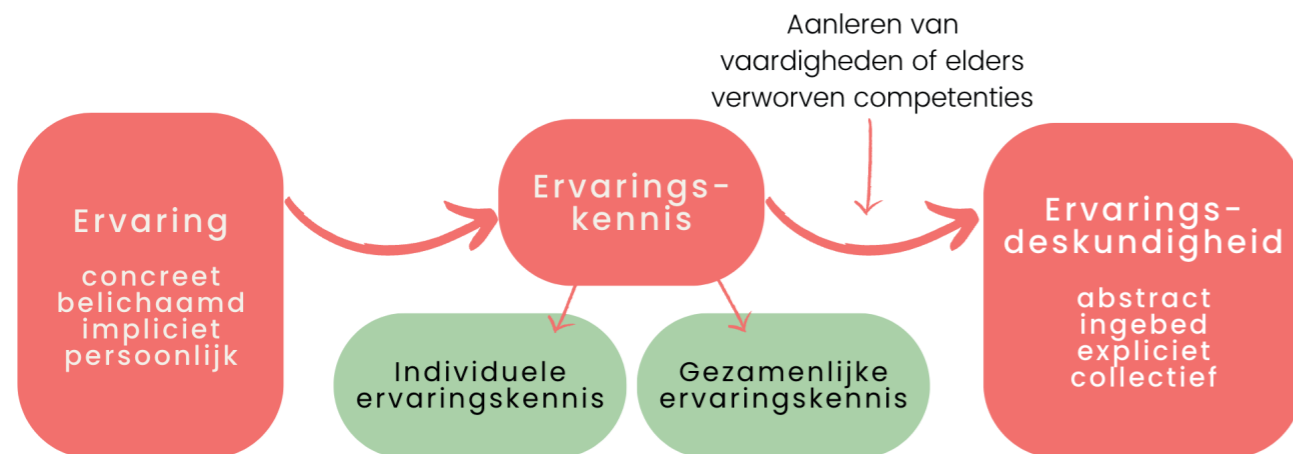 Aanleren van
vaardigheden of elders
verworven competenties
Ervaring
concreet
belichaamd
impliciet
persoonlijk
Ervarings-
kennis
Individuele
ervaringskennis
Gezamenlijke
ervaringskennis
Ervarings-
deskundigheid
abstract
ingebed
expliciet
collectief